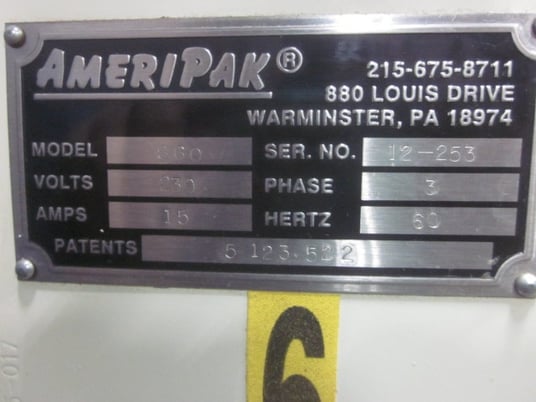 AMERIPAK®
215-675-8711
880 LOUIS DRIVE
WARMINSTER, PA 18974
MODEL SER. NO. 12-253
VOLTS 230 PHASE 3
AMPS 15 HERTZ 60
PATENTS 5 123.522
6